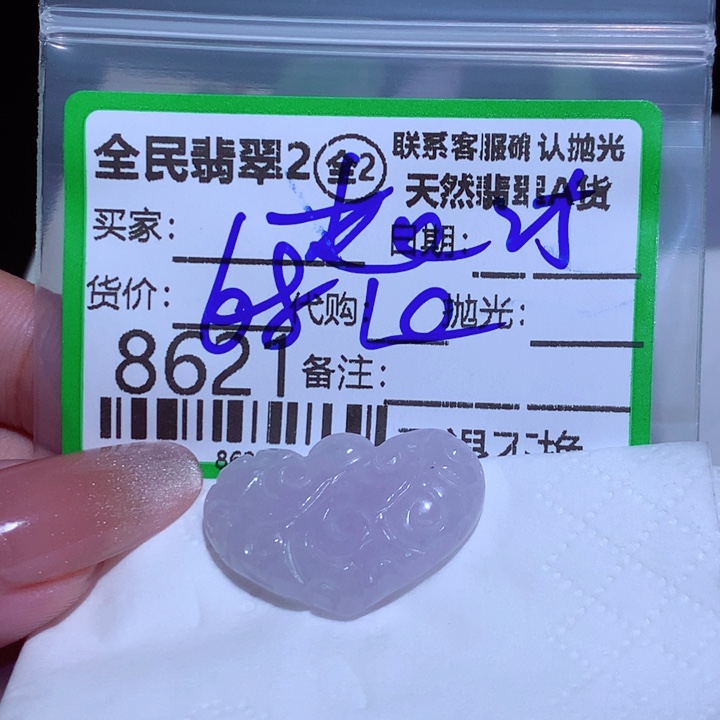 全民翡翠2 全2 联系客服确认抛光
天然翡翠A货
买家： 日期：
货价：6810 代购： 抛光：
8621 备注：